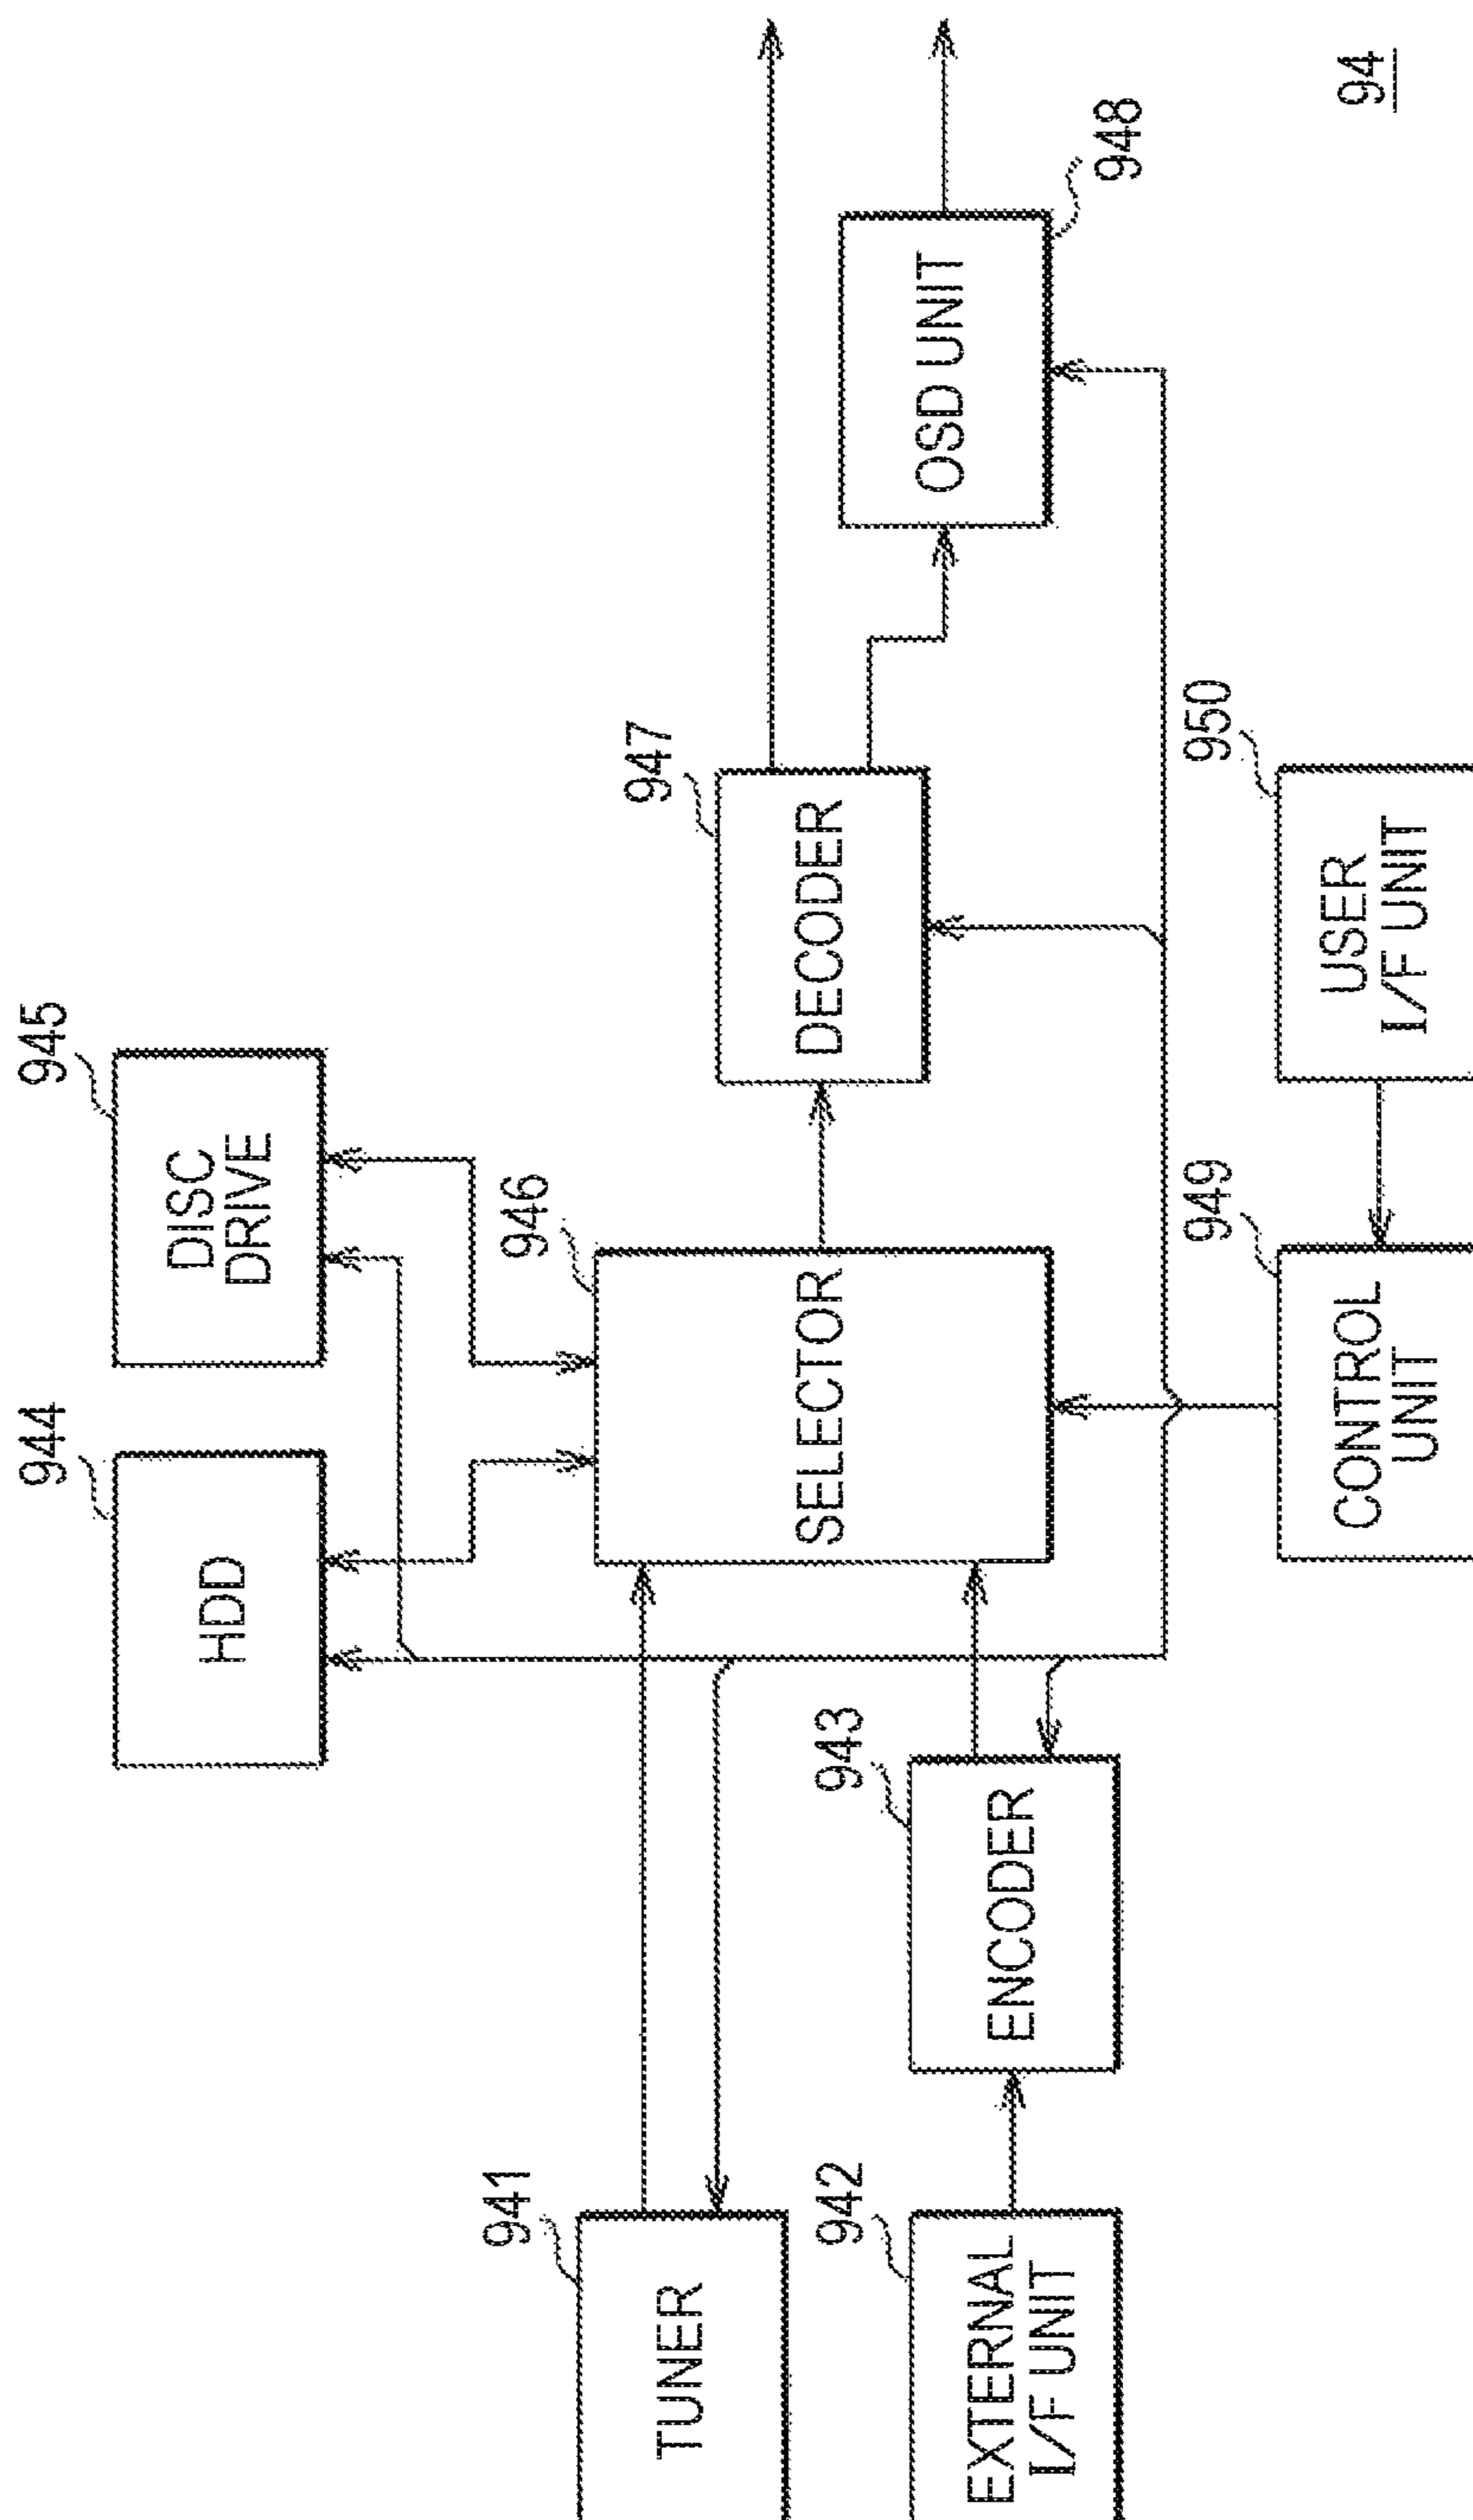 94
944
HDD
945
DISC
DRIVE
941
TUNER
946
SELECTOR
947
DECODER
942
EXTERNAL
I/F UNIT
943
ENCODER
948
OSD UNIT
949
CONTROL
UNIT
950
USER
I/F UNIT